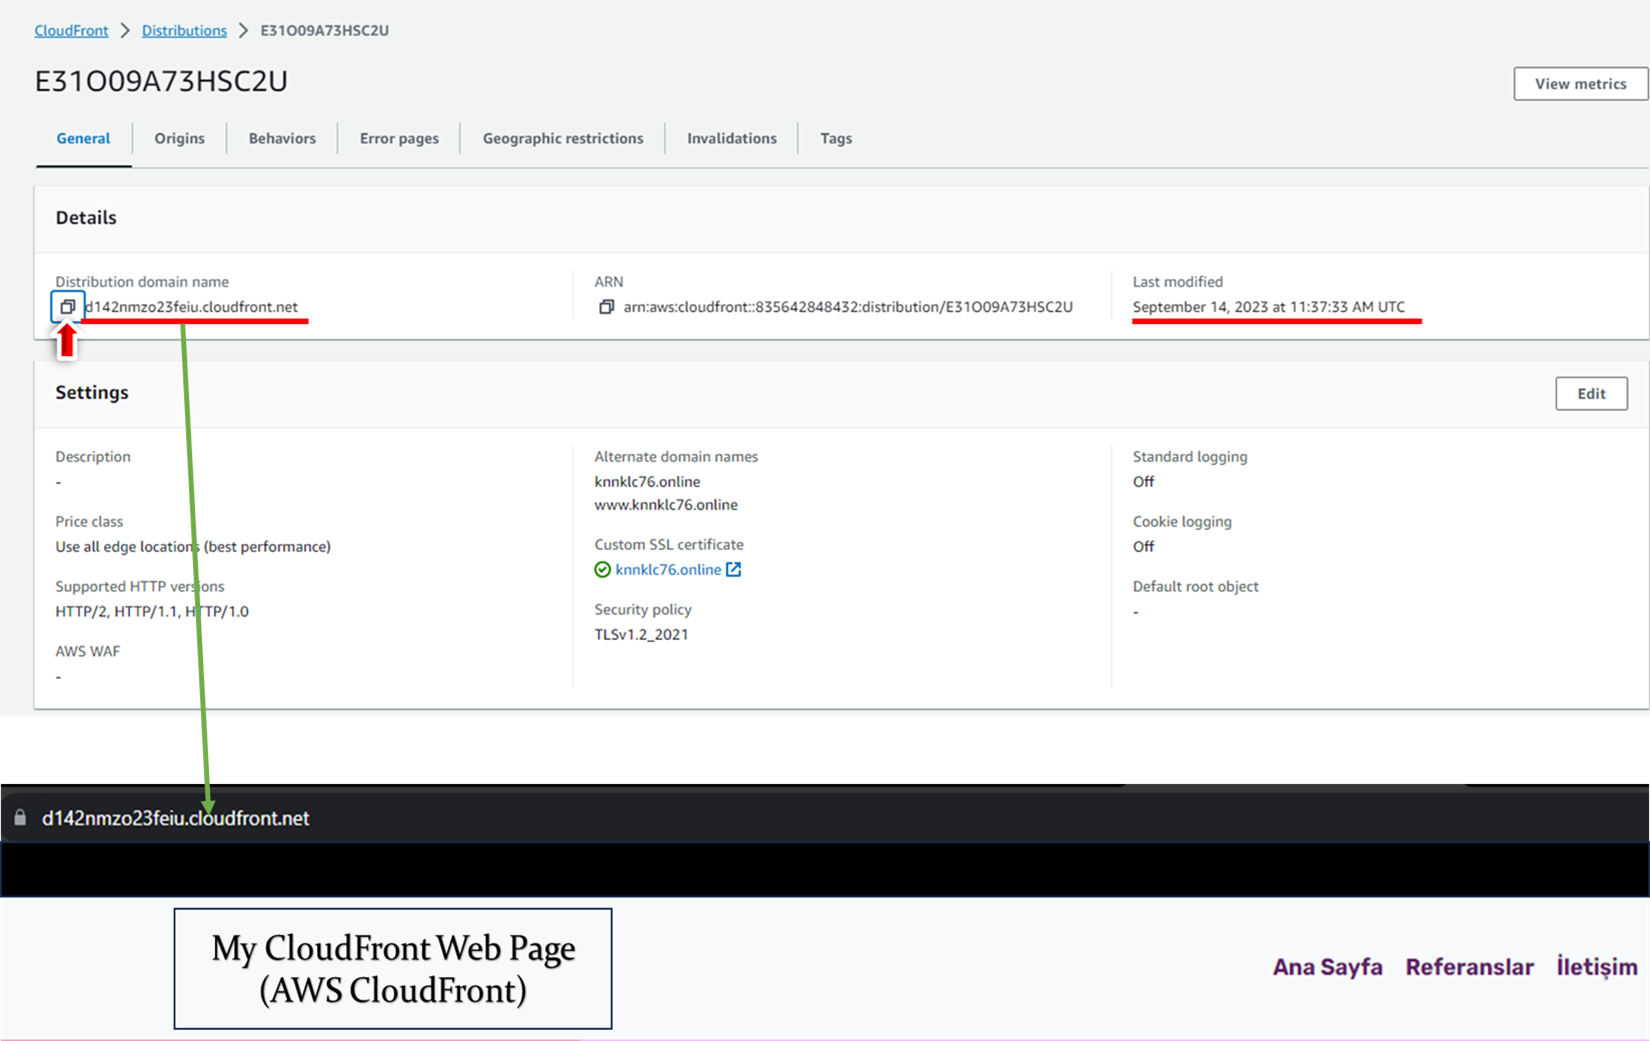 CloudFront > Distributions > E31O09A73HSC2U
E31O09A73HSC2U
View metrics
General
Origins
Behaviors
Error pages
Geographic restrictions
Invalidations
Tags
Details
Distribution domain name
d142nmzo23feiu.cloudfront.net
ARN
arn:aws:cloudfront::835642848432:distribution/E31O09A73HSC2U
Last modified
September 14, 2023 at 11:37:33 AM UTC
Settings
Edit
Description
-
Price class
Use all edge locations (best performance)
Supported HTTP versions
HTTP/2, HTTP/1.1, HTTP/1.0
AWS WAF
-
Alternate domain names
knnklc76.online
www.knnklc76.online
Custom SSL certificate
knnklc76.online
Security policy
TLSv1.2_2021
Standard logging
Off
Cookie logging
Off
Default root object
-
d142nmzo23feiu.cloudfront.net
My CloudFront Web Page
(AWS CloudFront)
Ana Sayfa
Referanslar
İletişim